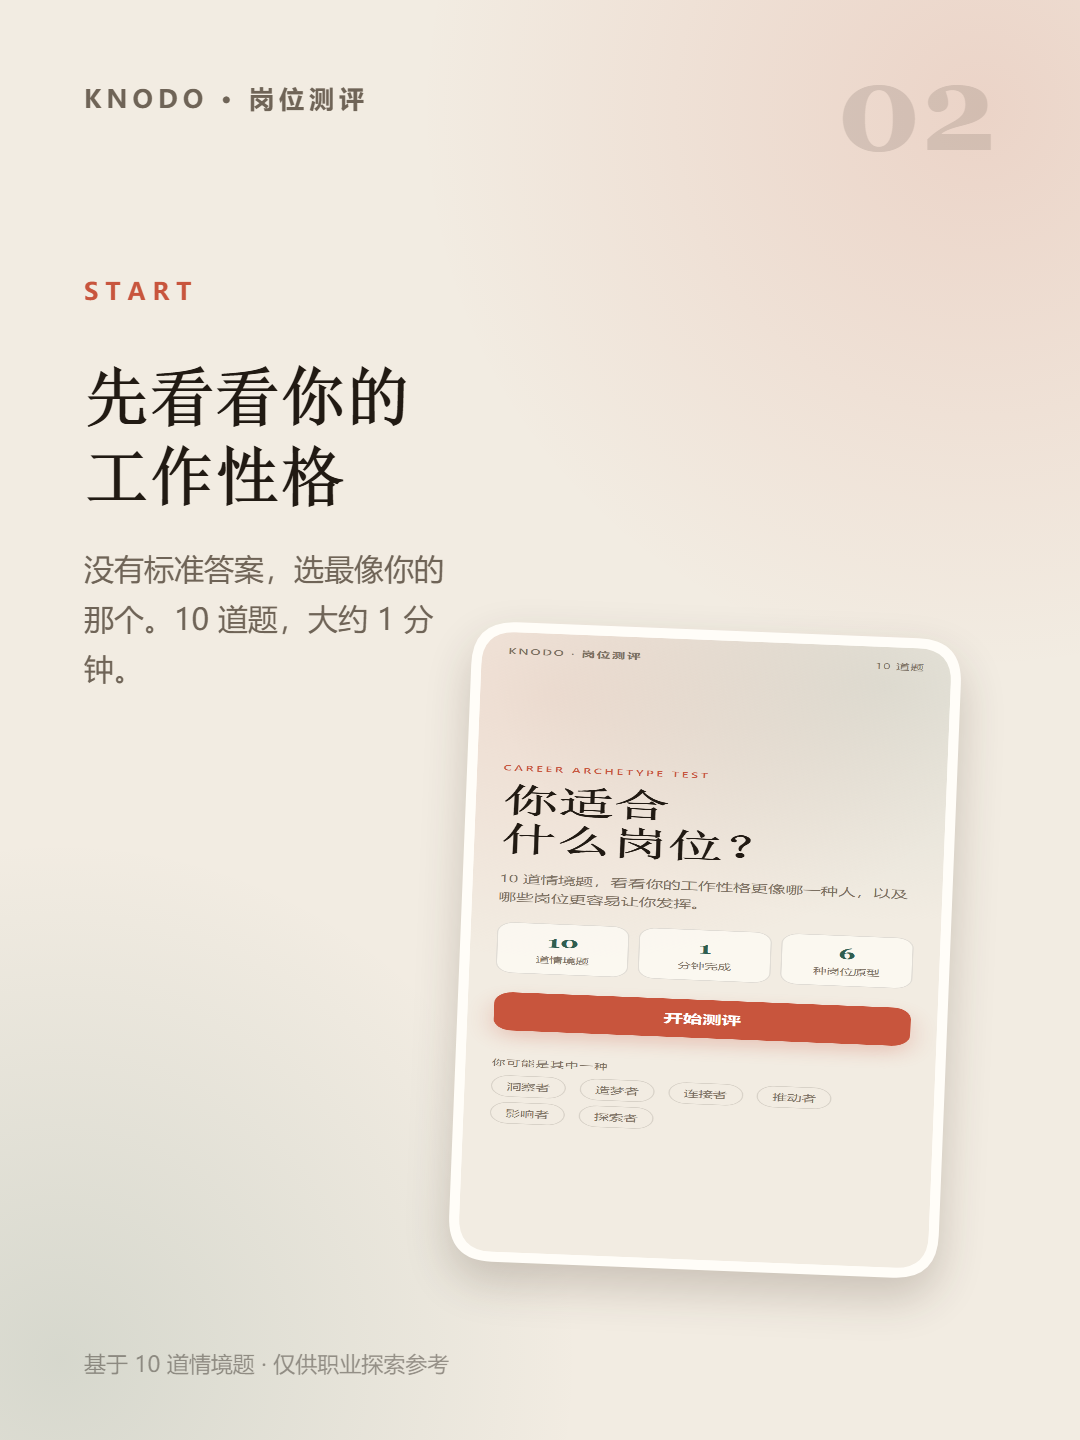 KNODO · 岗位测评
02
START
先看看你的
工作性格
没有标准答案，选最像你的
那个。10 道题，大约 1 分
钟。
KNODO · 岗位测评
10 道题
CAREER ARCHETYPE TEST
你适合
什么岗位？
10 道情境题，看看你的工作性格更像哪一种人，以及
哪些岗位更容易让你发挥。
10
道情境题
1
分钟完成
6
种岗位原型
开始测评
你可能是其中一种
洞察者
造梦者
连接者
推动者
影响者
探索者
基于 10 道情境题 · 仅供职业探索参考